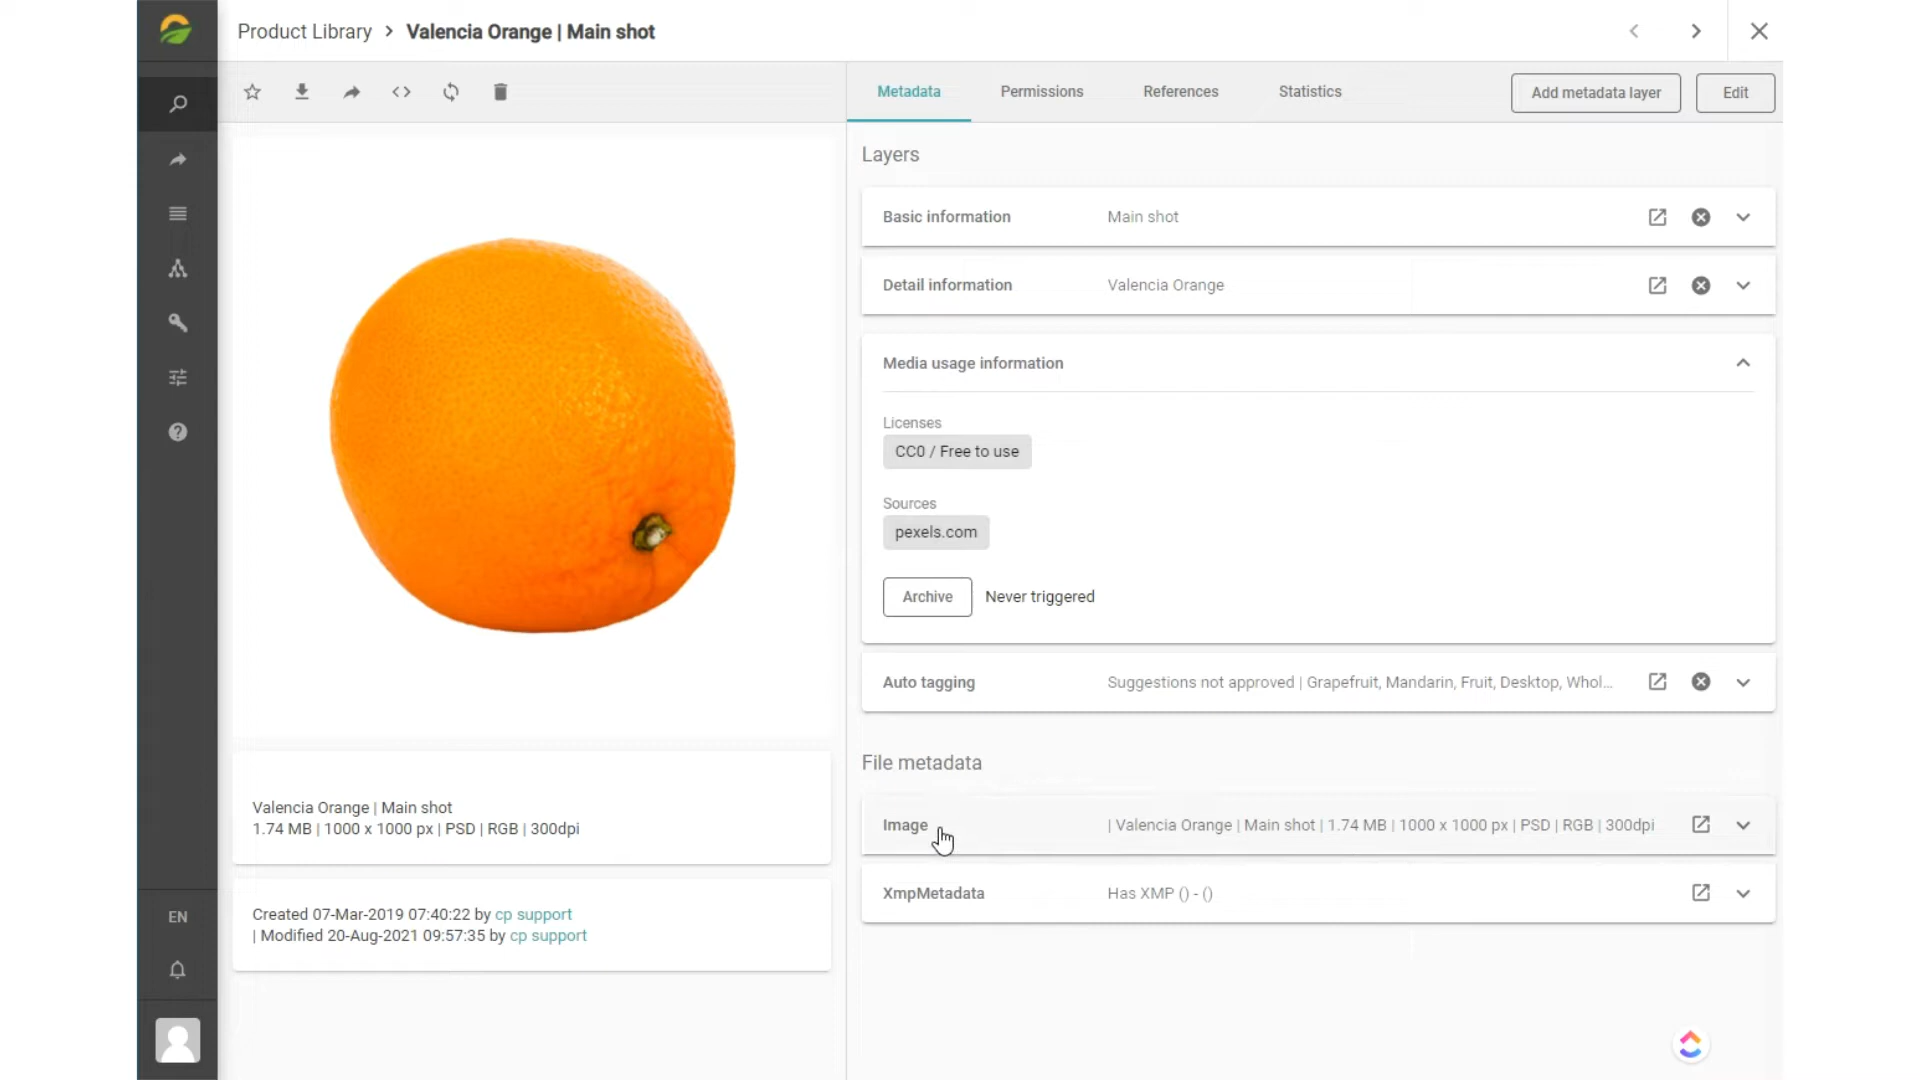 Product Library > Valencia Orange | Main shot
Metadata
Permissions
References
Statistics
Add metadata layer
Edit
Layers
Basic information
Main shot
Detail information
Valencia Orange
Media usage information
Licenses
CC0 / Free to use
Sources
pexels.com
Archive
Never triggered
Auto tagging
Suggestions not approved | Grapefruit, Mandarin, Fruit, Desktop, Whol...
File metadata
Image
| Valencia Orange | Main shot | 1.74 MB | 1000 x 1000 px | PSD | RGB | 300dpi
XmpMetadata
Has XMP () - ()
Valencia Orange | Main shot
1.74 MB | 1000 x 1000 px | PSD | RGB | 300dpi
Created 07-Mar-2019 07:40:22 by cp support
| Modified 20-Aug-2021 09:57:35 by cp support
EN